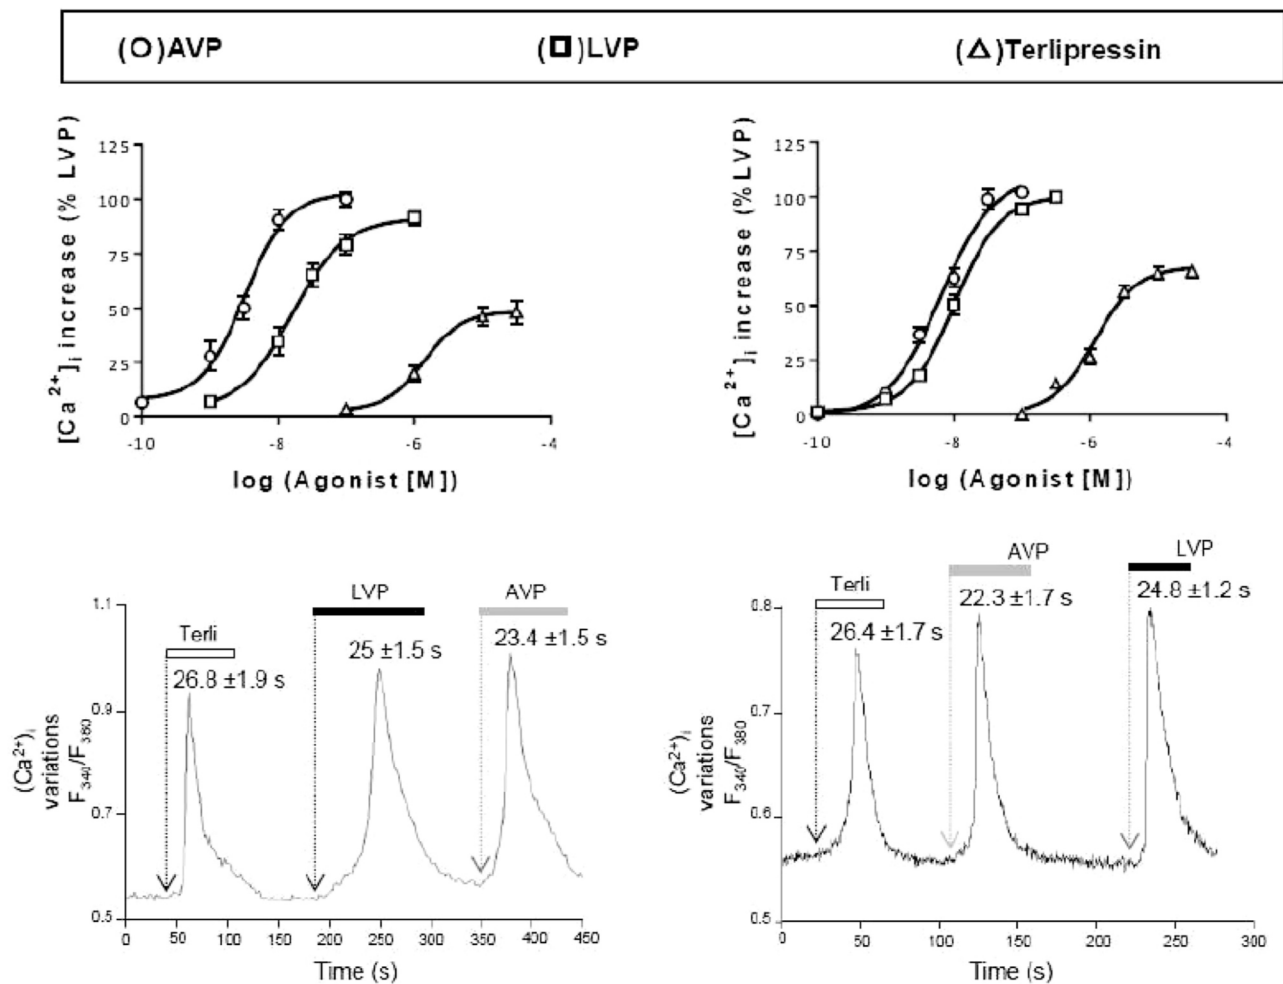 (O)AVP (□)LVP (△)Terlipressin
[Ca²⁺]ᵢ increase (% LVP)
125
100
75
50
25
0
-10 -8 -6 -4
log (Agonist [M])
[Ca²⁺]ᵢ increase (% LVP)
125
100
75
50
25
0
-10 -8 -6 -4
log (Agonist [M])
(Ca²⁺)ᵢ
variations
F₃₄₀/F₃₈₀
1.1
0.9
0.7
0.5
Terli
26.8 ±1.9 s
LVP
25 ±1.5 s
AVP
23.4 ±1.5 s
0 50 100 150 200 250 300 350 400 450
Time (s)
(Ca²⁺)ᵢ
variations
F₃₄₀/F₃₈₀
0.8
0.7
0.6
0.5
Terli
26.4 ±1.7 s
AVP
22.3 ±1.7 s
LVP
24.8 ±1.2 s
0 50 100 150 200 250 300
Time (s)